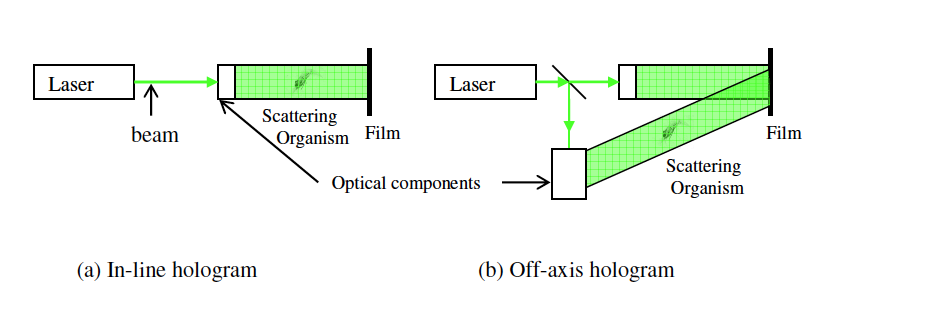 Laser
beam
Scattering
Organism
Film
Optical components
Laser
Scattering
Organism
Film
(a) In-line hologram
(b) Off-axis hologram